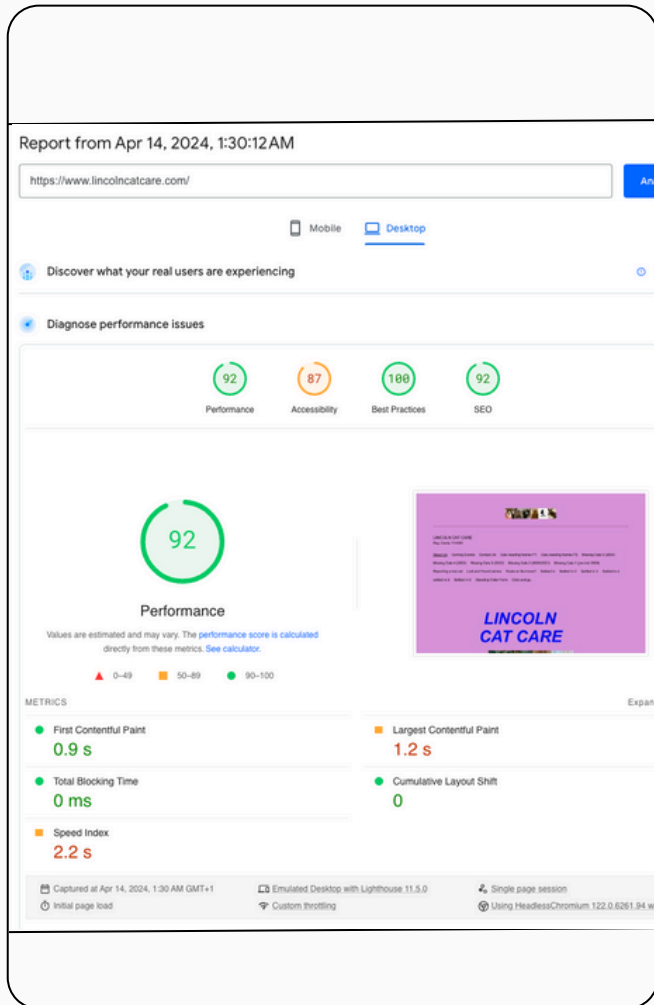 Report from Apr 14, 2024, 1:30:12 AM
https://www.lincolncatcare.com/
An
Mobile
Desktop
Discover what your real users are experiencing
Diagnose performance issues
92
87
100
92
Performance
Accessibility
Best Practices
SEO
92
Performance
Values are estimated and may vary. The performance score is calculated
directly from these metrics. See calculator.
0–49
50–89
90–100
LINCOLN CAT CARE
LINCOLN
CAT CARE
METRICS
Expan
First Contentful Paint
0.9 s
Largest Contentful Paint
1.2 s
Total Blocking Time
0 ms
Cumulative Layout Shift
0
Speed Index
2.2 s
Captured at Apr 14, 2024, 1:30 AM GMT+1
Emulated Desktop with Lighthouse 11.5.0
Single page session
Initial page load
Custom throttling
Using HeadlessChromium 122.0.6261.94 w